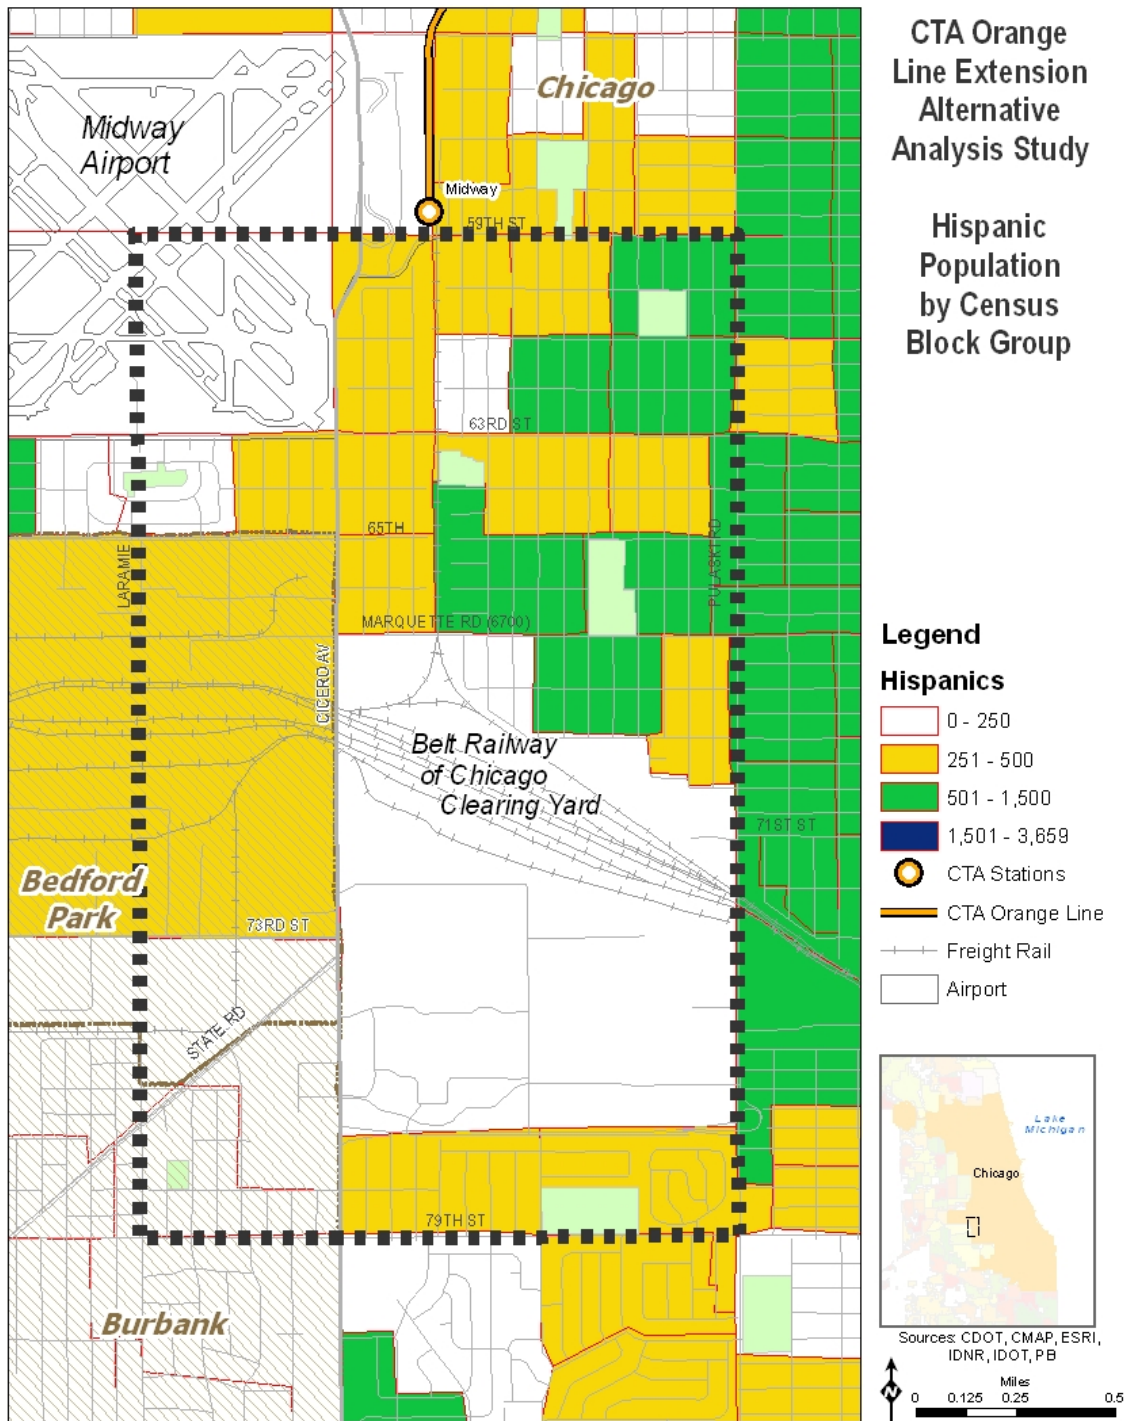 CTA Orange
Line Extension
Alternative
Analysis Study
Hispanic
Population
by Census
Block Group
Chicago
Midway
Airport
Midway
59TH ST
63RD ST
65TH
LARAMIE
PULASKI RD
MARQUETTE RD (6700)
CICERO AV
Belt Railway
of Chicago
Clearing Yard
71ST ST
Bedford
Park
73RD ST
STATE RD
79TH ST
Burbank
Legend
Hispanics
0 - 250
251 - 500
501 - 1,500
1,501 - 3,659
CTA Stations
CTA Orange Line
Freight Rail
Airport
Lake
Michigan
Chicago
Sources: CDOT, CMAP, ESRI,
IDNR, IDOT, PB
N
Miles
0 0.125 0.25 0.5